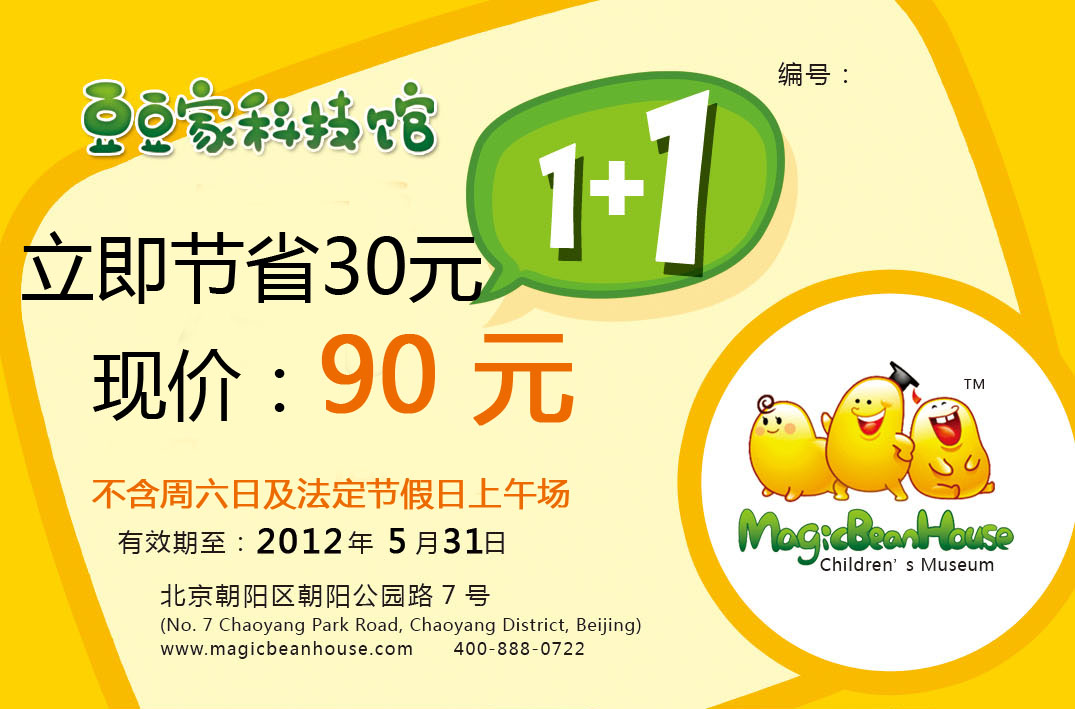 豆豆家科技馆
编号：
1+1
立即节省30元
现价：90 元
不含周六日及法定节假日上午场
有效期至：2012年 5月31日
北京朝阳区朝阳公园路 7 号
(No. 7 Chaoyang Park Road, Chaoyang District, Beijing)
www.magicbeanhouse.com 400-888-0722
TM
MagicBeanHouse
Children’s Museum